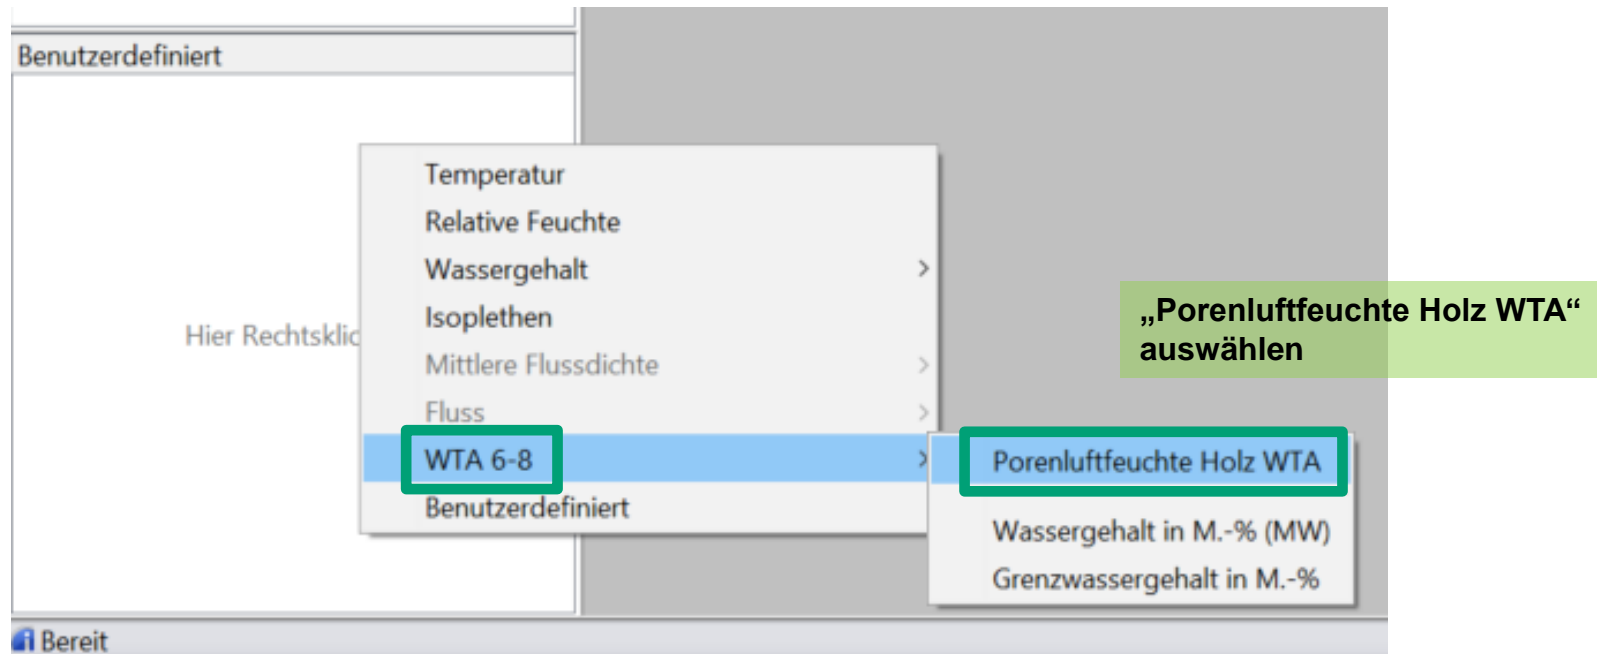 Benutzerdefiniert
Temperatur
Relative Feuchte
Wassergehalt
Isoplethen
Hier Rechtsklic
Mittlere Flussdichte
Fluss
WTA 6-8
Benutzerdefiniert
„Porenluftfeuchte Holz WTA“
auswählen
Porenluftfeuchte Holz WTA
Wassergehalt in M.-% (MW)
Grenzwassergehalt in M.-%
Bereit